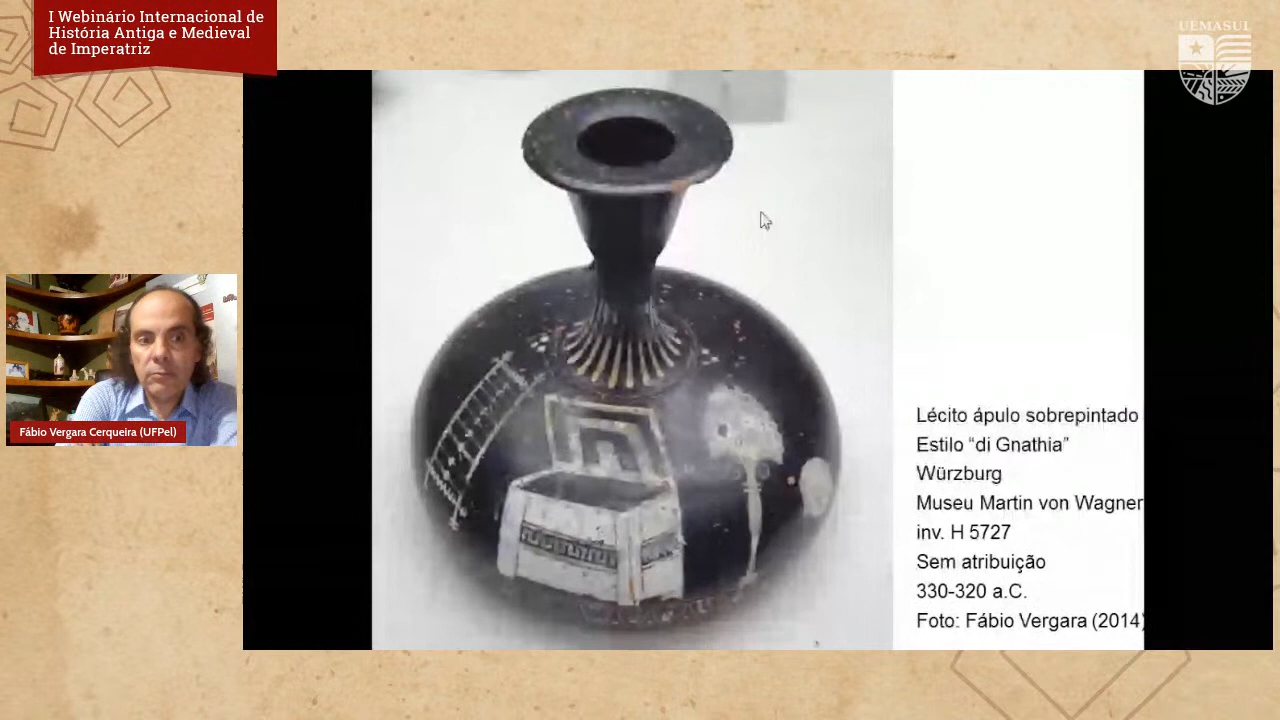 I Webinário Internacional de
História Antiga e Medieval
de Imperatriz
UEMASUL
Fábio Vergara Cerqueira (UFPel)
Lécito ápulo sobrepintado
Estilo “di Gnathia”
Würzburg
Museu Martin von Wagner
inv. H 5727
Sem atribuição
330-320 a.C.
Foto: Fábio Vergara (2014)